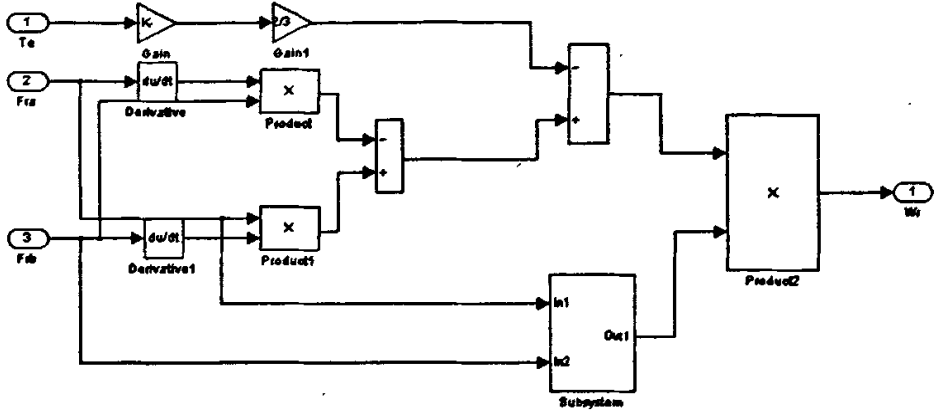 1
K-
2/3
Te
Gain
Gain1
-
+
2
du/dt
×
Fra
Derivative
Product
-
+
×
1
Wr
3
du/dt
×
Frb
Derivative1
Product1
Product2
In1
Out1
In2
Subsystem